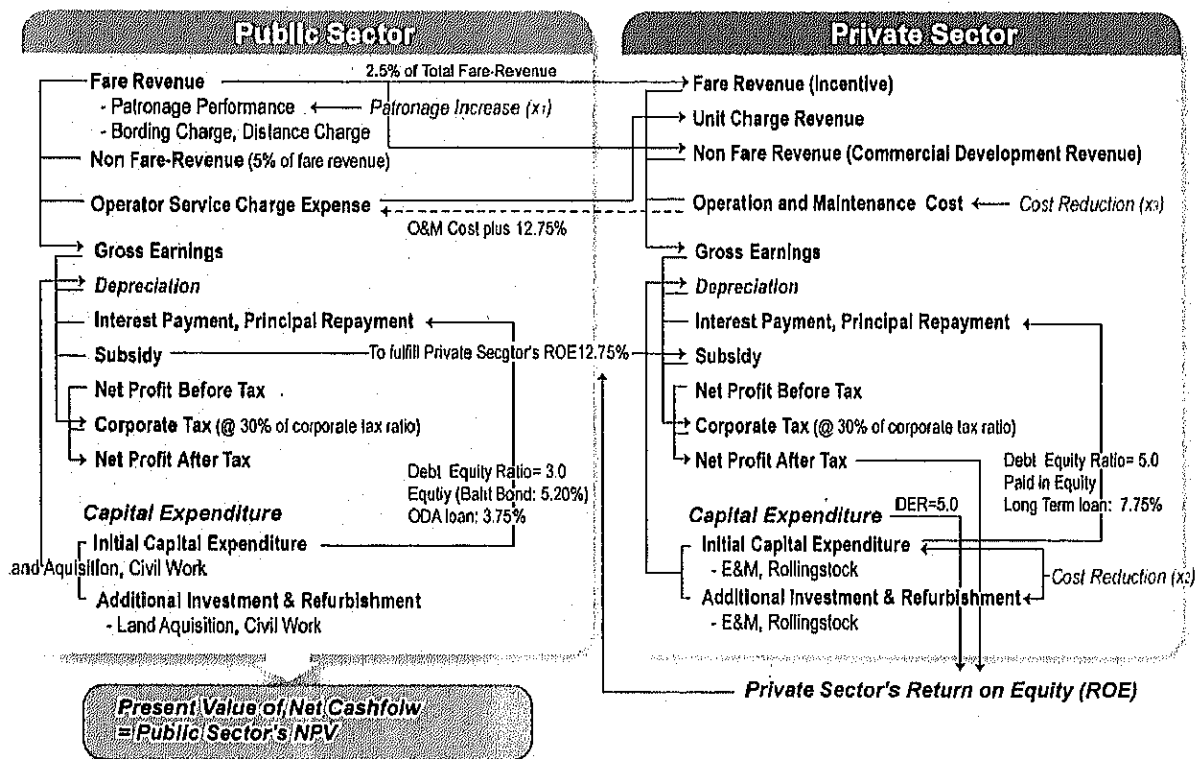 Public Sector
Fare Revenue
2.5% of Total Fare-Revenue
- Patronage Performance
Patronage Increase (x1)
- Bording Charge, Distance Charge
Non Fare-Revenue (5% of fare revenue)
Operator Service Charge Expense
O&M Cost plus 12.75%
Gross Earnings
Depreciation
Interest Payment, Principal Repayment
Subsidy
To fulfill Private Secgtor's ROE12.75%
Net Profit Before Tax
Corporate Tax (@ 30% of corporate tax ratio)
Net Profit After Tax
Debt Equity Ratio= 3.0
Equtiy (Baht Bond: 5.20%)
ODA loan: 3.75%
Capital Expenditure
Initial Capital Expenditure
and Aquisition, Civil Work
Additional Investment & Refurbishment
- Land Aquisition, Civil Work
Present Value of Net Cashfolw
= Public Sector's NPV
Private Sector
Fare Revenue (Incentive)
Unit Charge Revenue
Non Fare Revenue (Commercial Development Revenue)
Operation and Maintenance Cost
Cost Reduction (x3)
Gross Earnings
Depreciation
Interest Payment, Principal Repayment
Subsidy
Net Profit Before Tax
Corporate Tax (@ 30% of corporate tax ratio)
Net Profit After Tax
Debt Equity Ratio= 5.0
Paid in Equity
Long Term loan: 7.75%
Capital Expenditure
DER=5.0
Initial Capital Expenditure
- E&M, Rollingstock
Cost Reduction (x2)
Additional Investment & Refurbishment
- E&M, Rollingstock
Private Sector's Return on Equity (ROE)